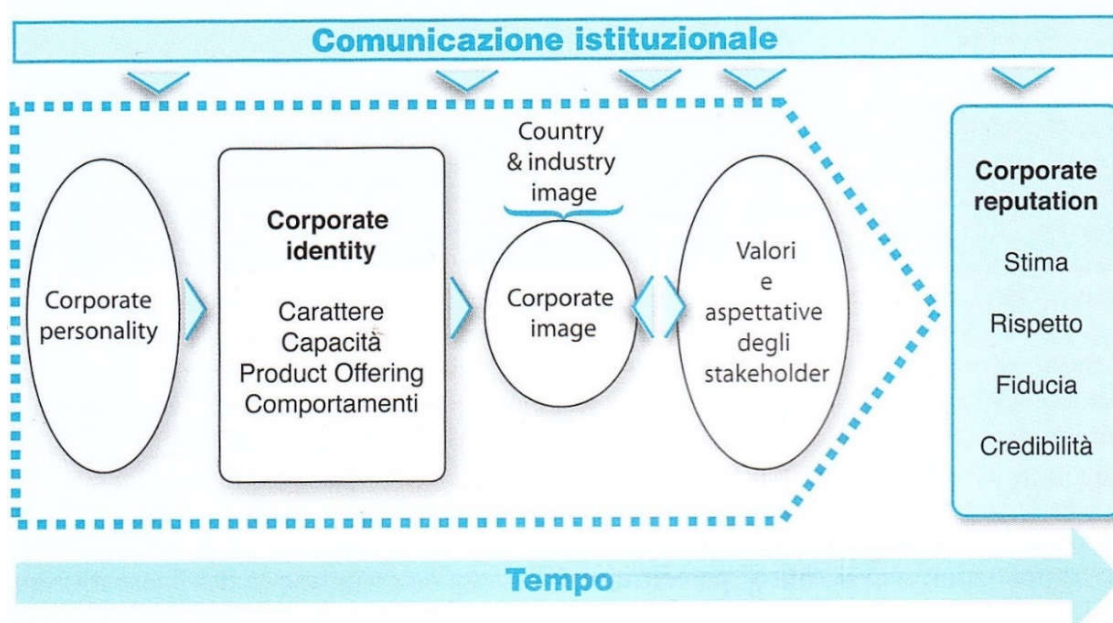 Comunicazione istituzionale
Corporate
personality
Corporate
identity
Carattere
Capacità
Product Offering
Comportamenti
Country
& industry
image
Corporate
image
Valori
e
aspettative
degli
stakeholder
Corporate
reputation
Stima
Rispetto
Fiducia
Credibilità
Tempo